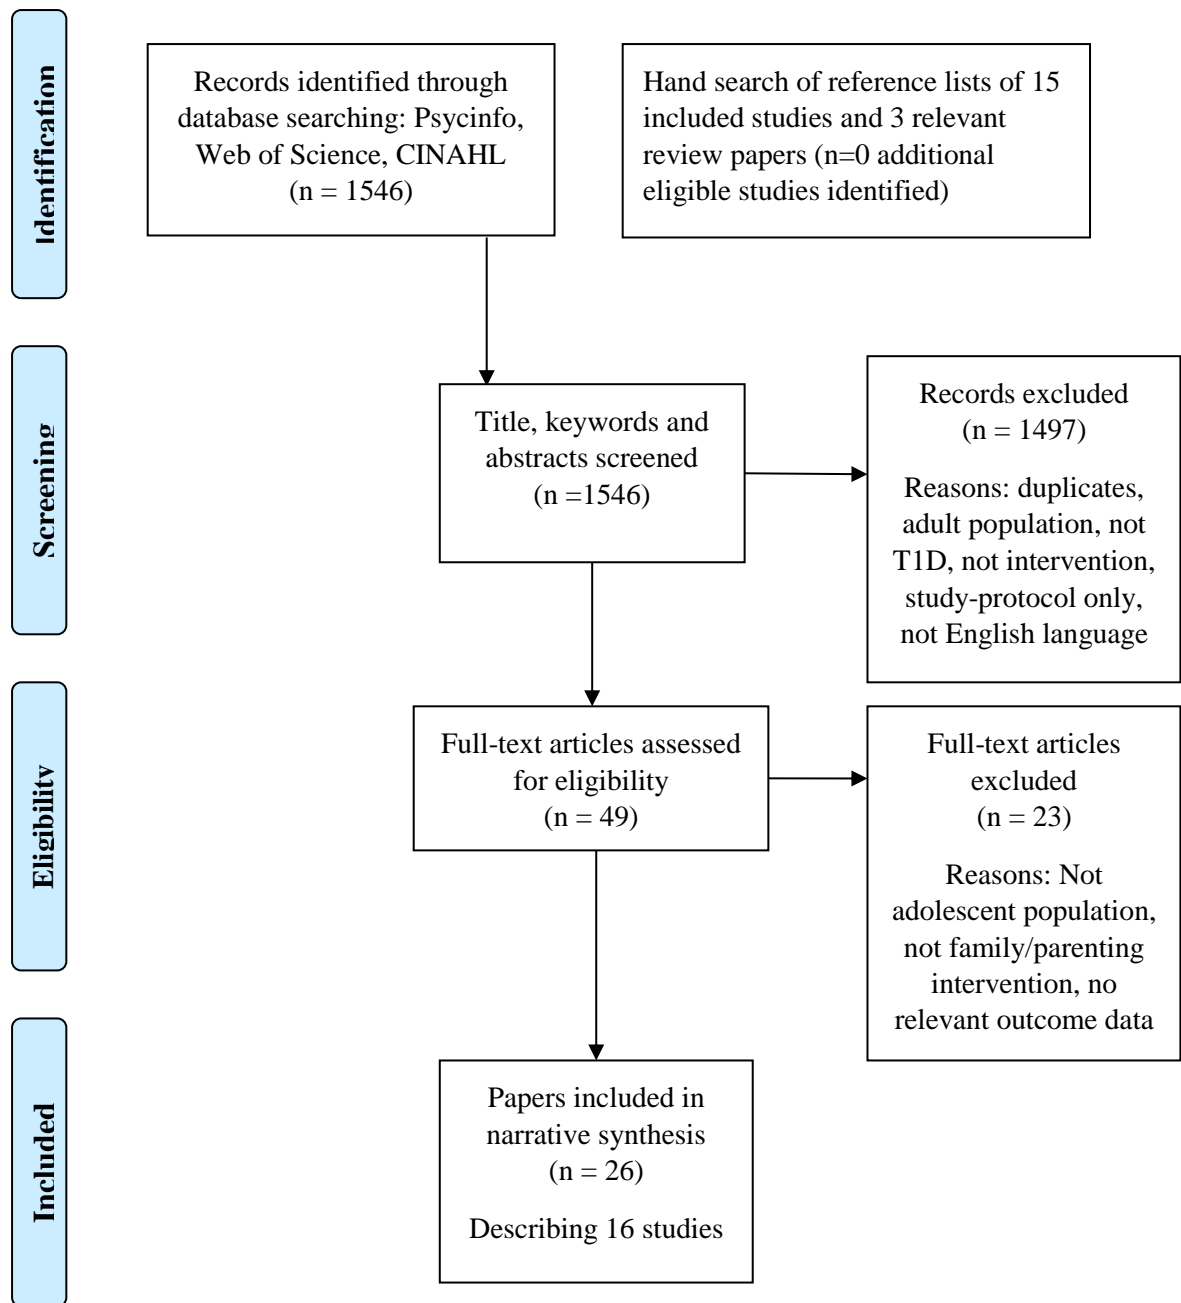 Identification
Records identified through
database searching: Psycinfo,
Web of Science, CINAHL
(n = 1546)
Hand search of reference lists of 15
included studies and 3 relevant
review papers (n=0 additional
eligible studies identified)
Screening
Title, keywords and
abstracts screened
(n =1546)
Records excluded
(n = 1497)
Reasons: duplicates,
adult population, not
T1D, not intervention,
study-protocol only,
not English language
Eligibility
Full-text articles assessed
for eligibility
(n = 49)
Full-text articles
excluded
(n = 23)
Reasons: Not
adolescent population,
not family/parenting
intervention, no
relevant outcome data
Included
Papers included in
narrative synthesis
(n = 26)
Describing 16 studies